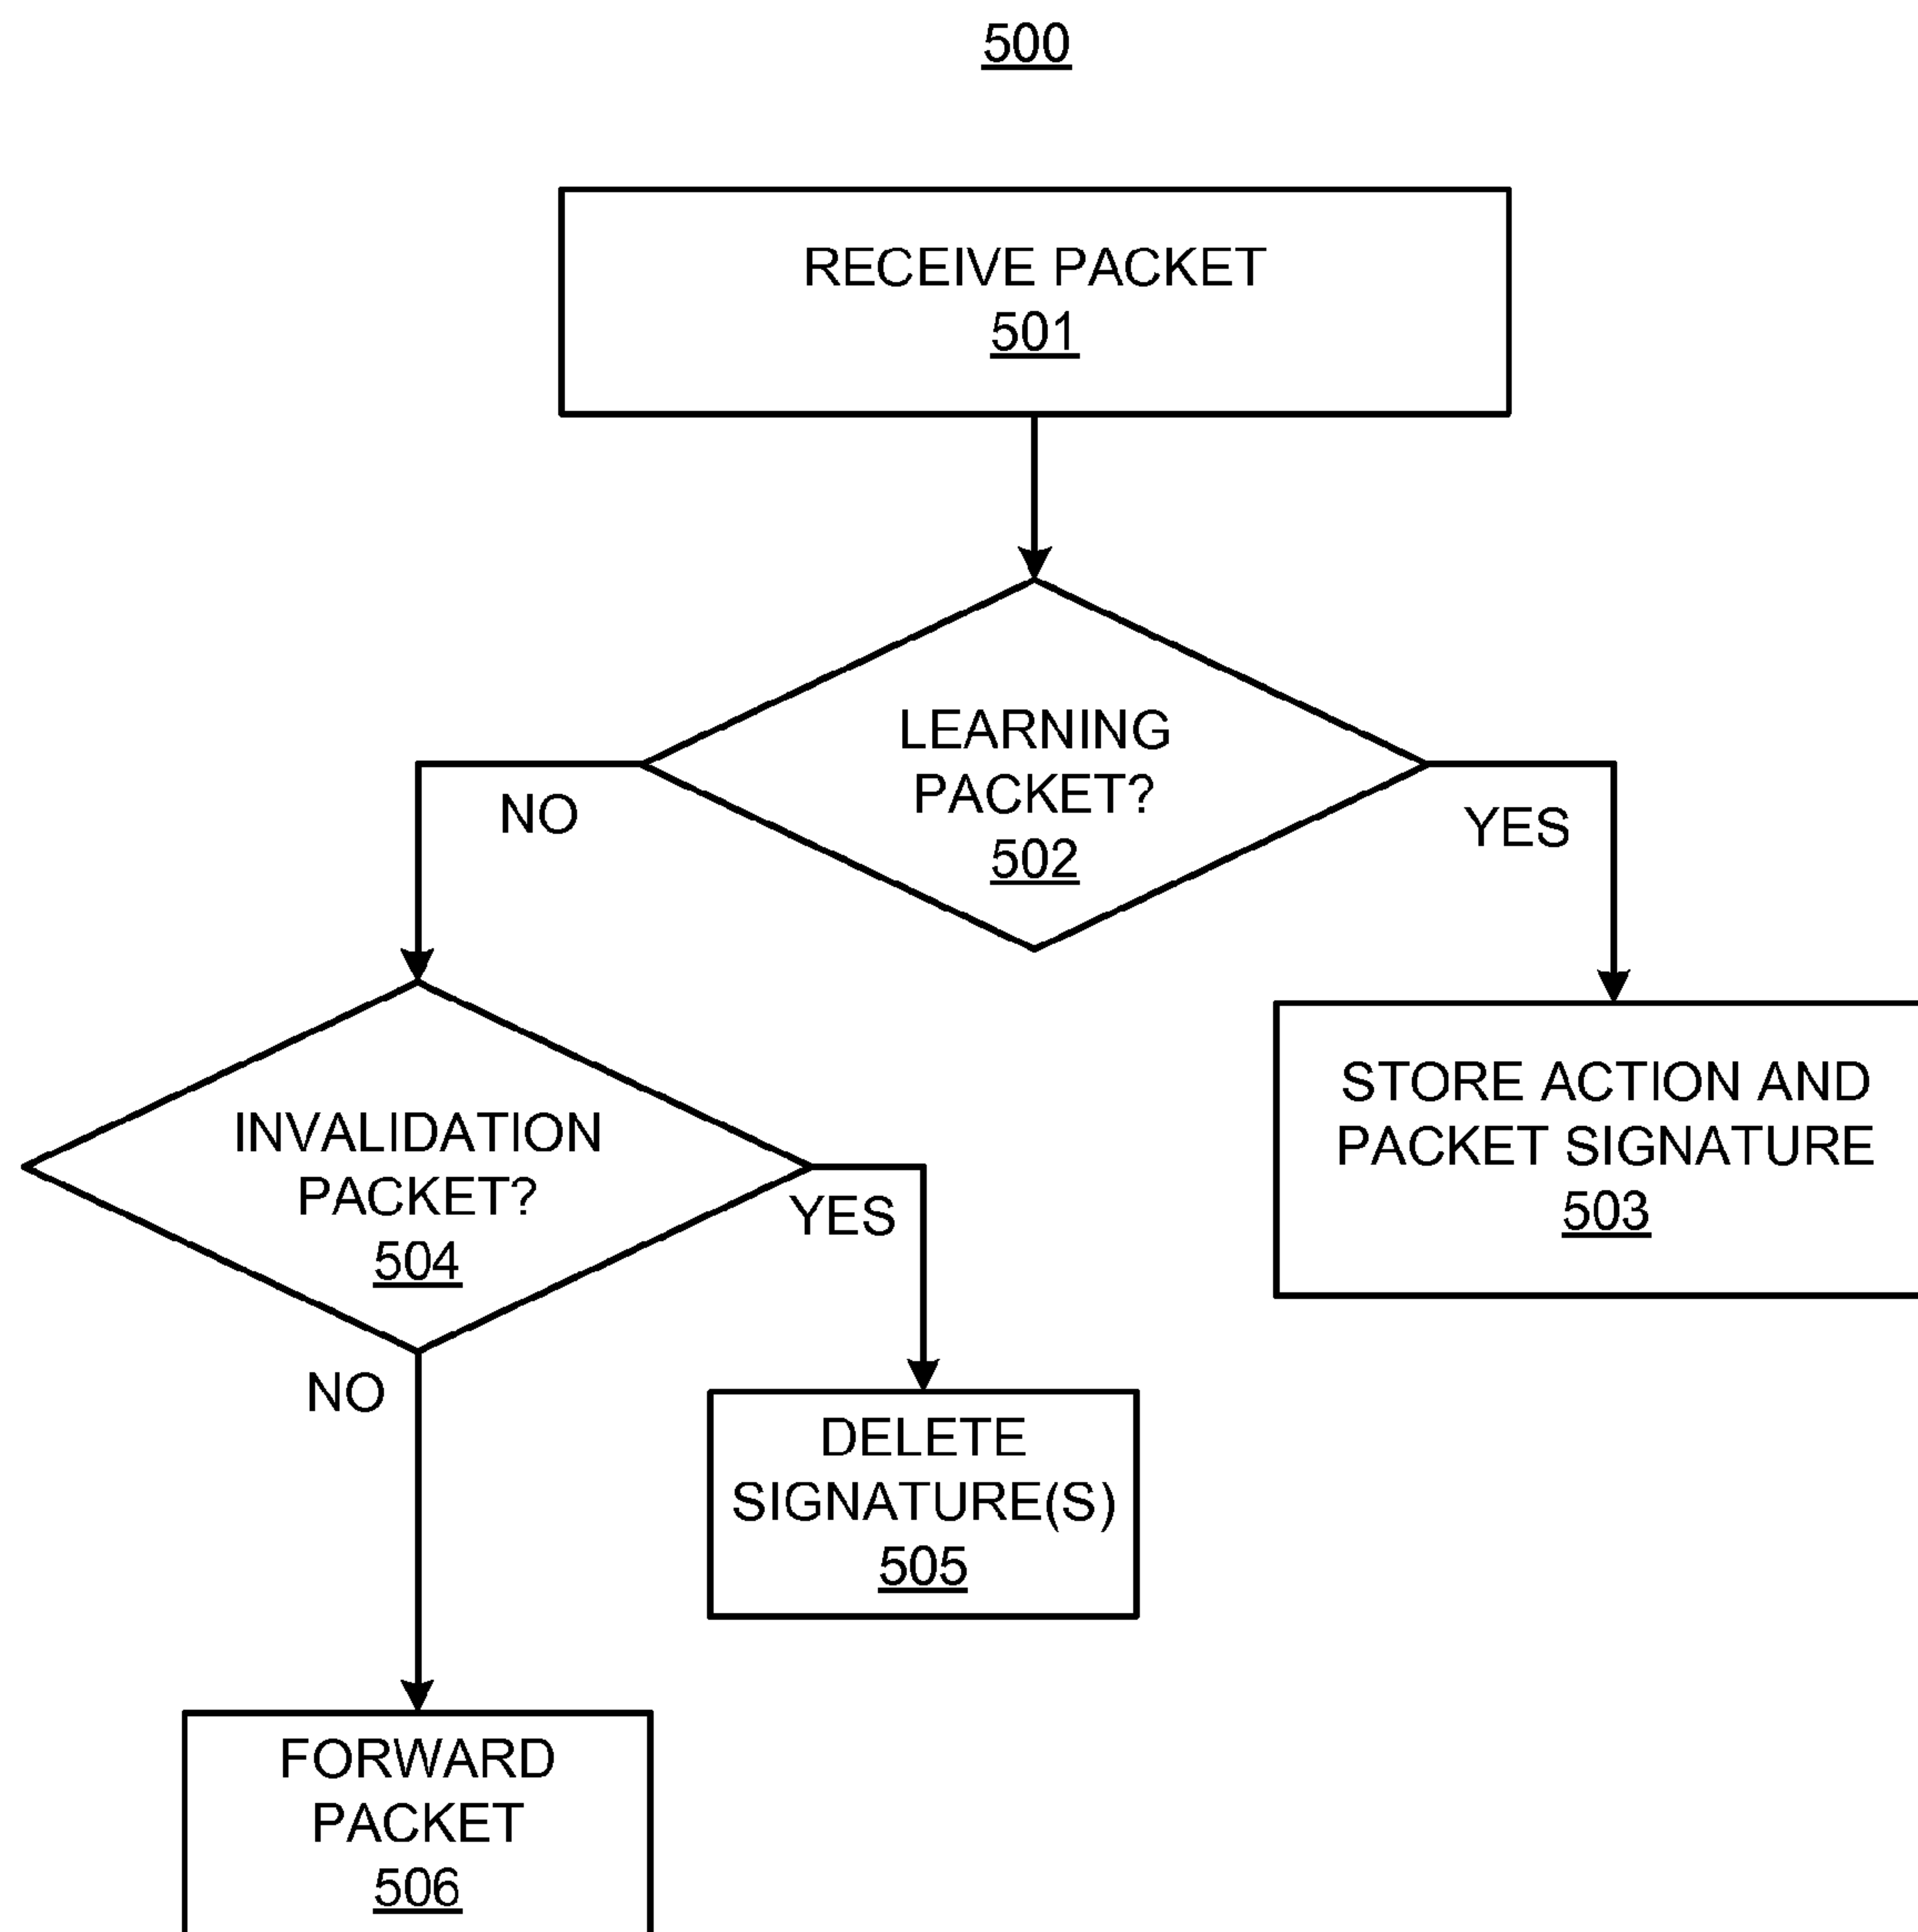 500
RECEIVE PACKET
501
LEARNING
PACKET?
502
NO
YES
STORE ACTION AND
PACKET SIGNATURE
503
INVALIDATION
PACKET?
504
YES
NO
DELETE
SIGNATURE(S)
505
FORWARD
PACKET
506